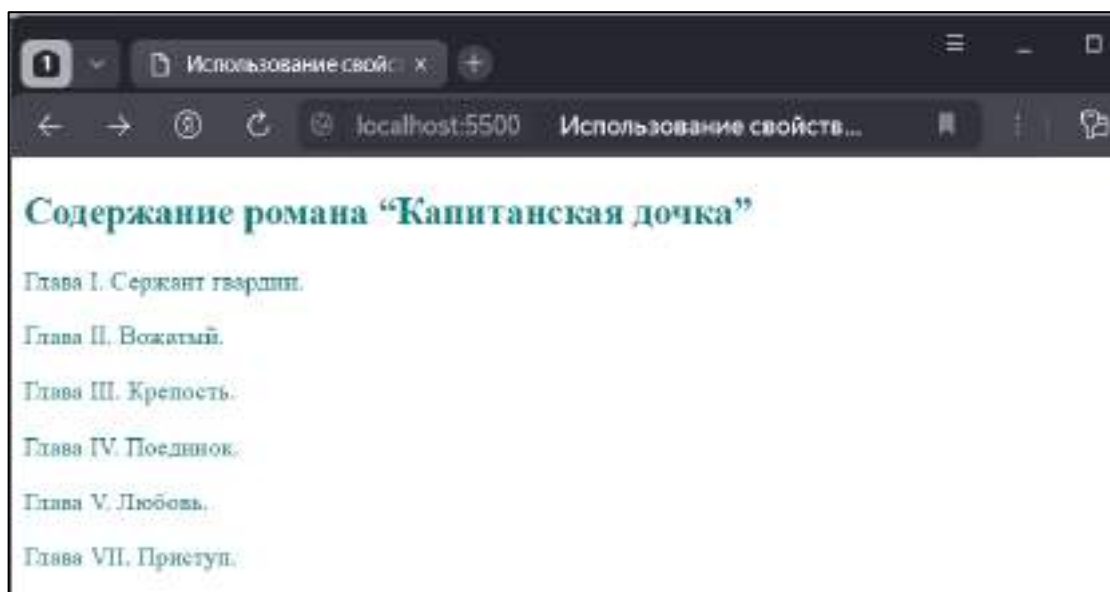 1
Использование свойс
localhost:5500 Использование свойств...
Содержание романа “Капитанская дочка”
Глава I. Сержант гвардии.
Глава II. Вожатый.
Глава III. Крепость.
Глава IV. Поединок.
Глава V. Любовь.
Глава VII. Приступ.